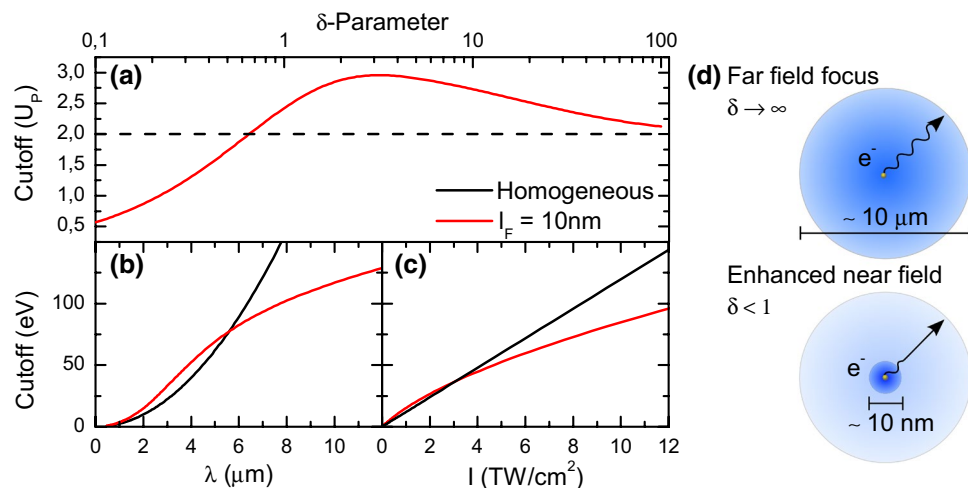 δ-Parameter
0,1 1 10 100
(a)
Cutoff (U_P)
3,0
2,5
2,0
1,5
1,0
0,5
Homogeneous
l_F = 10nm
(b)
(c)
Cutoff (eV)
100
50
0
0 2 4 6 8 10
0 2 4 6 8 10 12
λ (μm)
I (TW/cm²)
(d)
Far field focus
δ → ∞
e⁻
~ 10 μm
Enhanced near field
δ < 1
e⁻
~ 10 nm